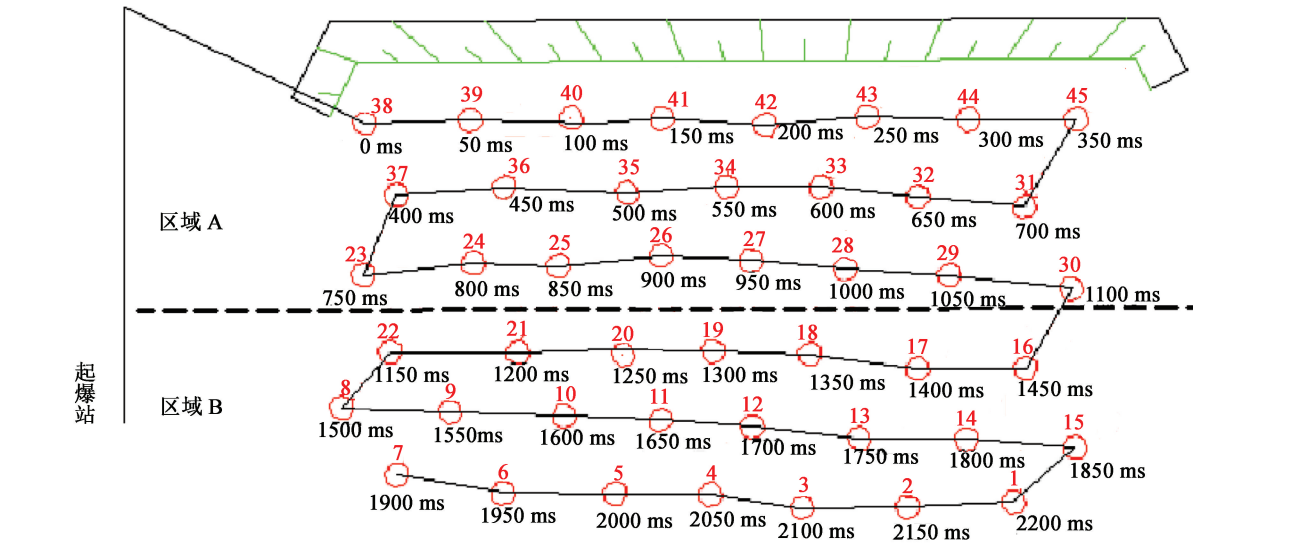 38 39 40 41 42 43 44 45
0 ms 50 ms 100 ms 150 ms 200 ms 250 ms 300 ms 350 ms
37 36 35 34 33 32 31
400 ms 450 ms 500 ms 550 ms 600 ms 650 ms 700 ms
区域 A
23 24 25 26 27 28 29 30
750 ms 800 ms 850 ms 900 ms 950 ms 1000 ms 1050 ms 1100 ms
22 21 20 19 18 17 16
1150 ms 1200 ms 1250 ms 1300 ms 1350 ms 1400 ms 1450 ms
起爆站
区域 B
8 9 10 11 12 13 14 15
1500 ms 1550ms 1600 ms 1650 ms 1700 ms 1750 ms 1800 ms 1850 ms
7 6 5 4 3 2 1
1900 ms 1950 ms 2000 ms 2050 ms 2100 ms 2150 ms 2200 ms